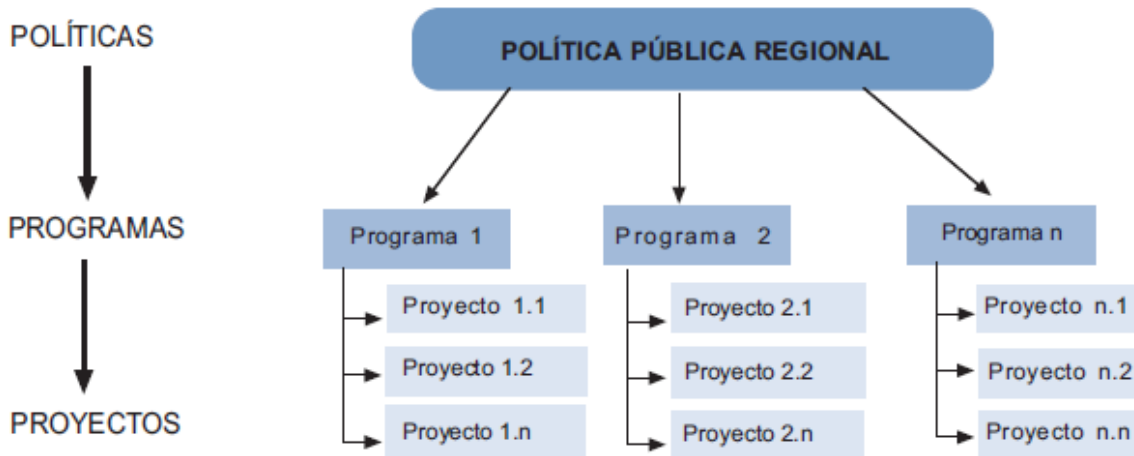 POLÍTICAS
POLÍTICA PÚBLICA REGIONAL
PROGRAMAS
Programa 1
Programa 2
Programa n
Proyecto 1.1
Proyecto 2.1
Proyecto n.1
Proyecto 1.2
Proyecto 2.2
Proyecto n.2
PROYECTOS
Proyecto 1.n
Proyecto 2.n
Proyecto n.n